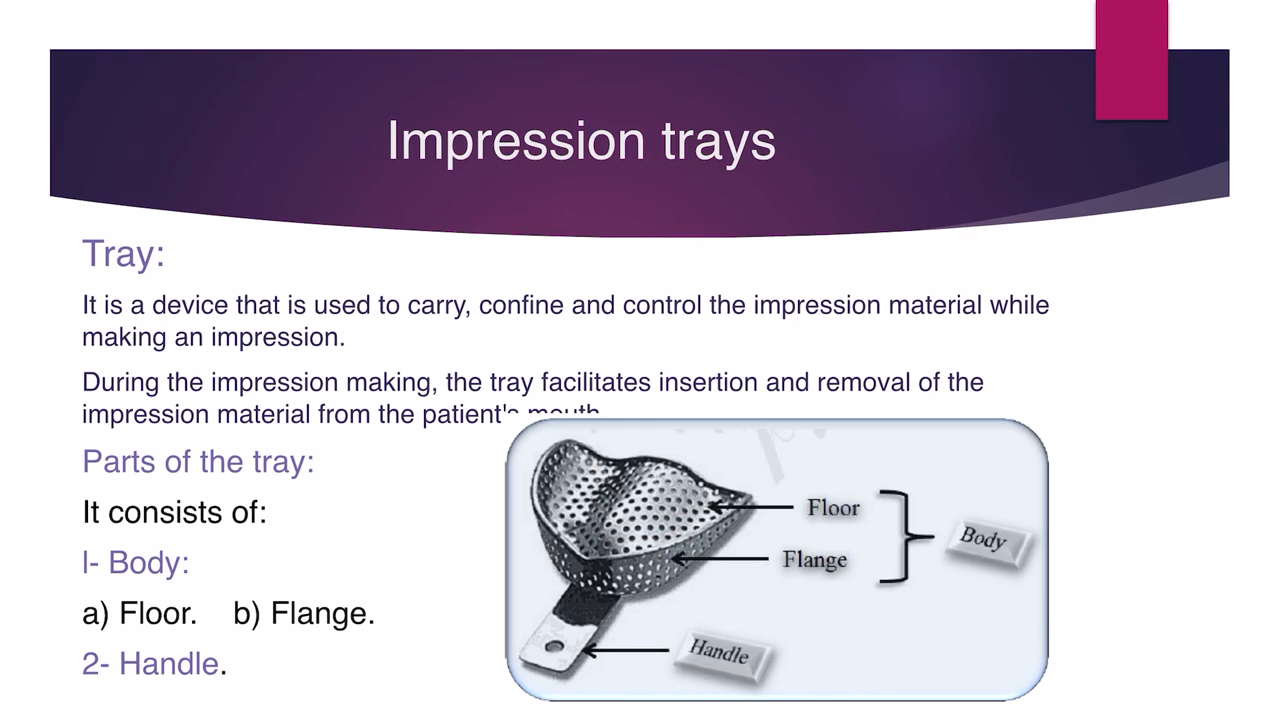 Impression trays
Tray:
It is a device that is used to carry, confine and control the impression material while
making an impression.
During the impression making, the tray facilitates insertion and removal of the
impression material from the patient's mouth
Parts of the tray:
It consists of:
l- Body:
a) Floor. b) Flange.
2- Handle.
Floor
Flange
Body
Handle